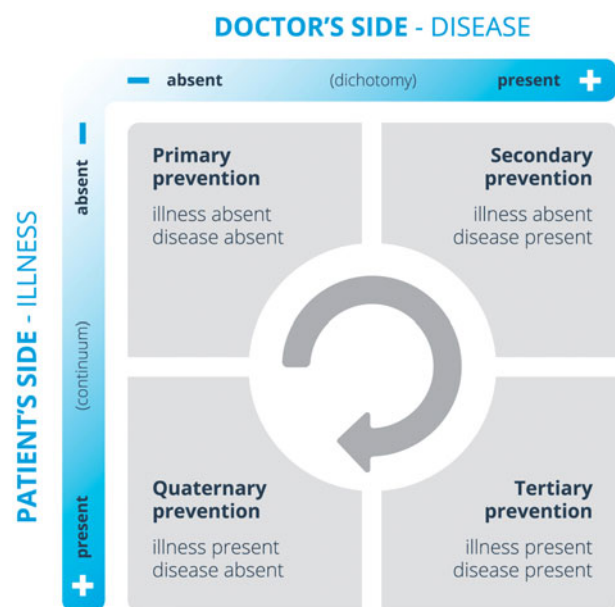 DOCTOR'S SIDE - DISEASE
absent (dichotomy) present
PATIENT'S SIDE - ILLNESS
absent (continuum) present
Primary
prevention
illness absent
disease absent
Secondary
prevention
illness absent
disease present
Quaternary
prevention
illness present
disease absent
Tertiary
prevention
illness present
disease present